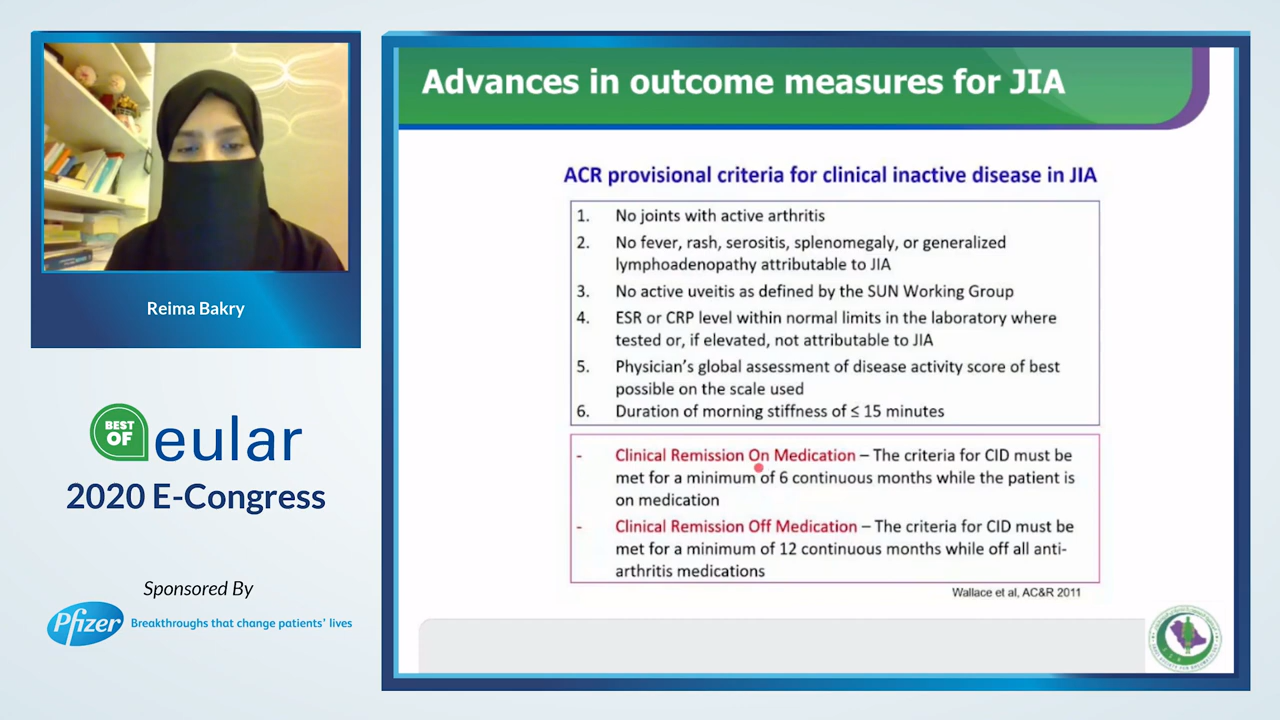 Advances in outcome measures for JIA
ACR provisional criteria for clinical inactive disease in JIA
1. No joints with active arthritis
2. No fever, rash, serositis, splenomegaly, or generalized
lymphoadenopathy attributable to JIA
3. No active uveitis as defined by the SUN Working Group
4. ESR or CRP level within normal limits in the laboratory where
tested or, if elevated, not attributable to JIA
5. Physician's global assessment of disease activity score of best
possible on the scale used
6. Duration of morning stiffness of ≤ 15 minutes
- Clinical Remission On Medication – The criteria for CID must be
met for a minimum of 6 continuous months while the patient is
on medication
- Clinical Remission Off Medication – The criteria for CID must be
met for a minimum of 12 continuous months while off all anti-
arthritis medications
Wallace et al, AC&R 2011
Reima Bakry
BEST
OF
eular
2020 E-Congress
Sponsored By
Pfizer
Breakthroughs that change patients' lives